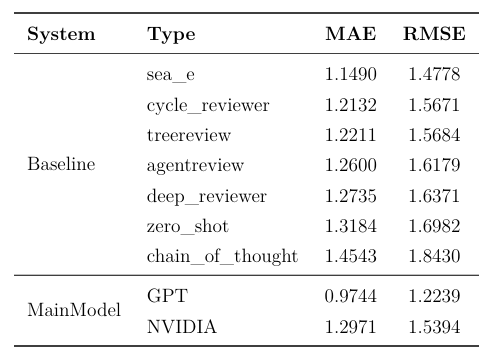 System Type MAE RMSE
sea_e 1.1490 1.4778
cycle_reviewer 1.2132 1.5671
treereview 1.2211 1.5684
Baseline agentreview 1.2600 1.6179
deep_reviewer 1.2735 1.6371
zero_shot 1.3184 1.6982
chain_of_thought 1.4543 1.8430
MainModel GPT 0.9744 1.2239
NVIDIA 1.2971 1.5394